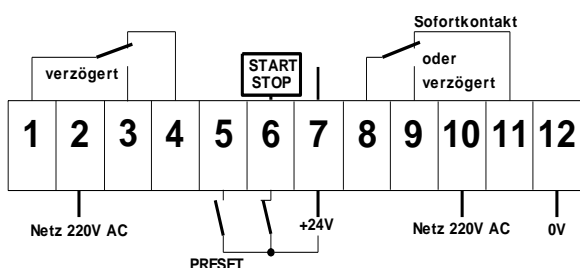 Sofortkontakt
verzögert
START
STOP
oder
verzögert
1 2 3 4 5 6 7 8 9 10 11 12
Netz 220V AC
PRESET
+24V
Netz 220V AC
0V